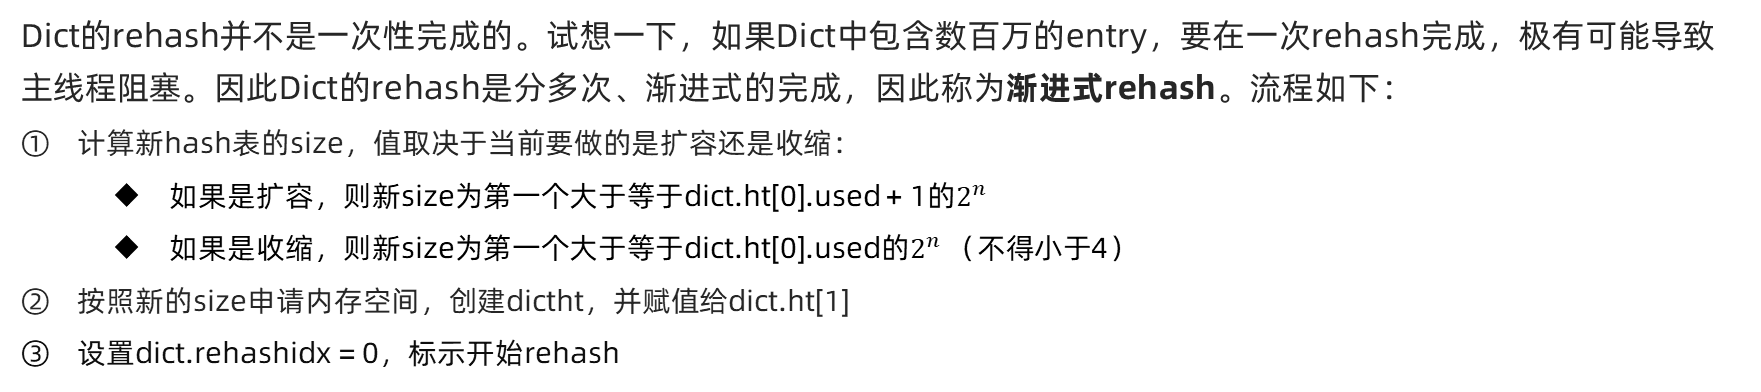 Dict的rehash并不是一次性完成的。试想一下，如果Dict中包含数百万的entry，要在一次rehash完成，极有可能导致
主线程阻塞。因此Dict的rehash是分多次、渐进式的完成，因此称为渐进式rehash。流程如下：
① 计算新hash表的size，值取决于当前要做的是扩容还是收缩：
◆ 如果是扩容，则新size为第一个大于等于dict.ht[0].used + 1的2ⁿ
◆ 如果是收缩，则新size为第一个大于等于dict.ht[0].used的2ⁿ（不得小于4）
② 按照新的size申请内存空间，创建dictht，并赋值给dict.ht[1]
③ 设置dict.rehashidx = 0，标示开始rehash